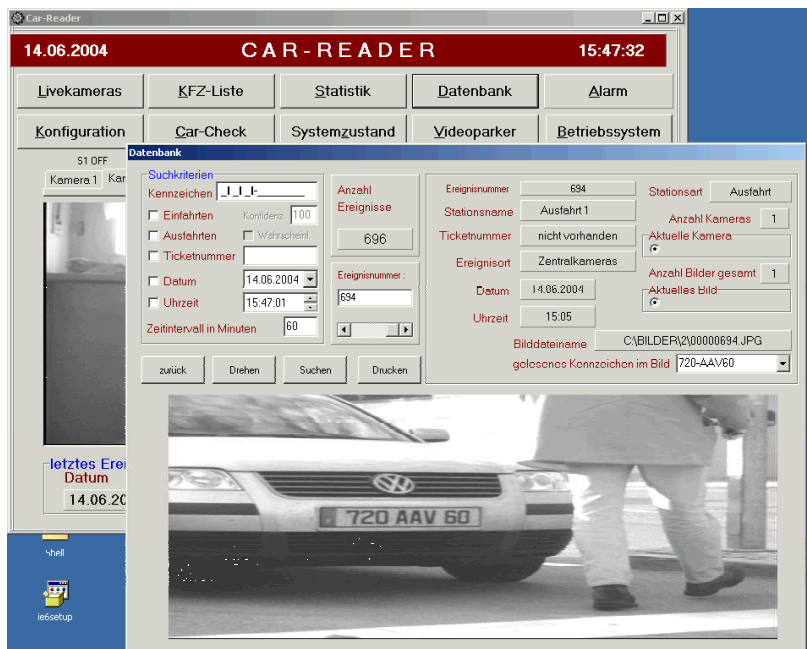 Car-Reader
14.06.2004 CAR-READER 15:47:32
Livekameras KFZ-Liste Statistik Datenbank Alarm
Konfiguration Car-Check Systemzustand Videoparker Betriebssystem
S1 OFF
Kamera 1 Kar
Datenbank
Suchkriterien
Kennzeichen _I_I_I-_______
Einfahrten Konfidenz 100
Ausfahrten Wahrscheinl.
Ticketnummer
Datum 14.06.2004
Uhrzeit 15:47:01
Zeitintervall in Minuten 60
Anzahl
Ereignisse
696
Ereignisnummer:
694
Ereignisnummer 694
Stationsname Ausfahrt 1
Ticketnummer nicht vorhanden
Ereignisort Zentralkameras
Datum 14.06.2004
Uhrzeit 15:05
Stationsart Ausfahrt
Anzahl Kameras 1
Aktuelle Kamera
Anzahl Bilder gesamt 1
Aktuelles Bild
Bilddateiname C:\BILDER\2\00000694.JPG
gelesenes Kennzeichen im Bild 720-AAV60
zurück Drehen Suchen Drucken
720 AAV 60
letztes Erei
Datum
14.06.20
Shell
ie6setup